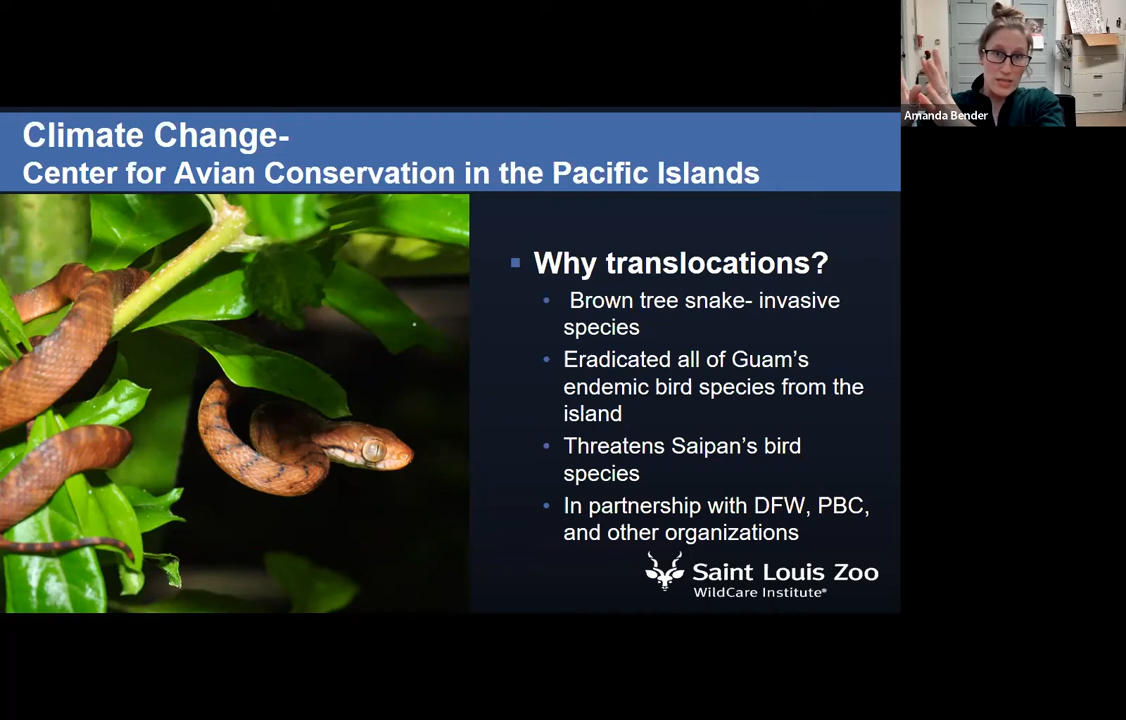 Amanda Bender
Climate Change-
Center for Avian Conservation in the Pacific Islands
Why translocations?
Brown tree snake- invasive
species
Eradicated all of Guam's
endemic bird species from the
island
Threatens Saipan's bird
species
In partnership with DFW, PBC,
and other organizations
Saint Louis Zoo
WildCare Institute®